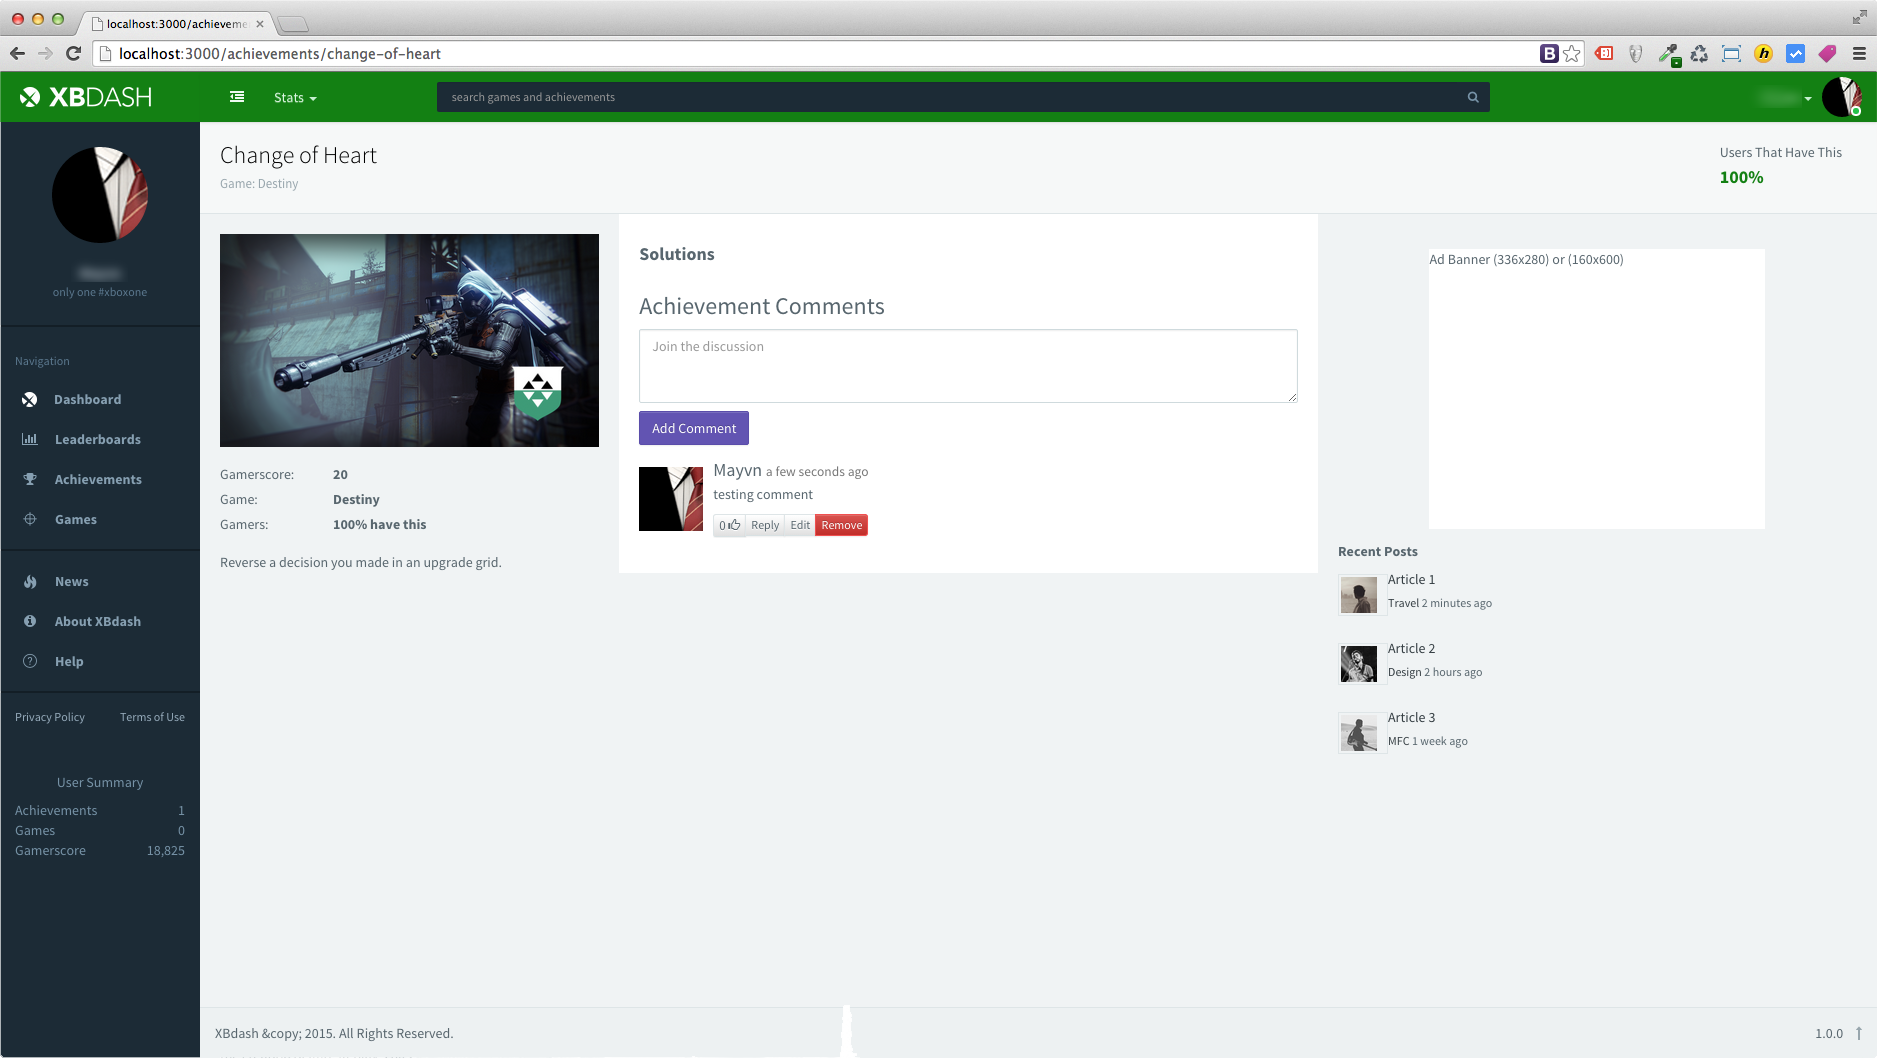 localhost:3000/achieveme
localhost:3000/achievements/change-of-heart
XBDASH
Stats
search games and achievements
Change of Heart
Game: Destiny
Users That Have This
100%
only one #xboxone
Navigation
Dashboard
Leaderboards
Achievements
Games
News
About XBdash
Help
Privacy Policy Terms of Use
User Summary
Achievements 1
Games 0
Gamerscore 18,825
Gamerscore: 20
Game: Destiny
Gamers: 100% have this
Reverse a decision you made in an upgrade grid.
Solutions
Achievement Comments
Join the discussion
Add Comment
Mayvn a few seconds ago
testing comment
0 Reply Edit Remove
Ad Banner (336x280) or (160x600)
Recent Posts
Article 1
Travel 2 minutes ago
Article 2
Design 2 hours ago
Article 3
MFC 1 week ago
XBdash &copy; 2015. All Rights Reserved.
1.0.0